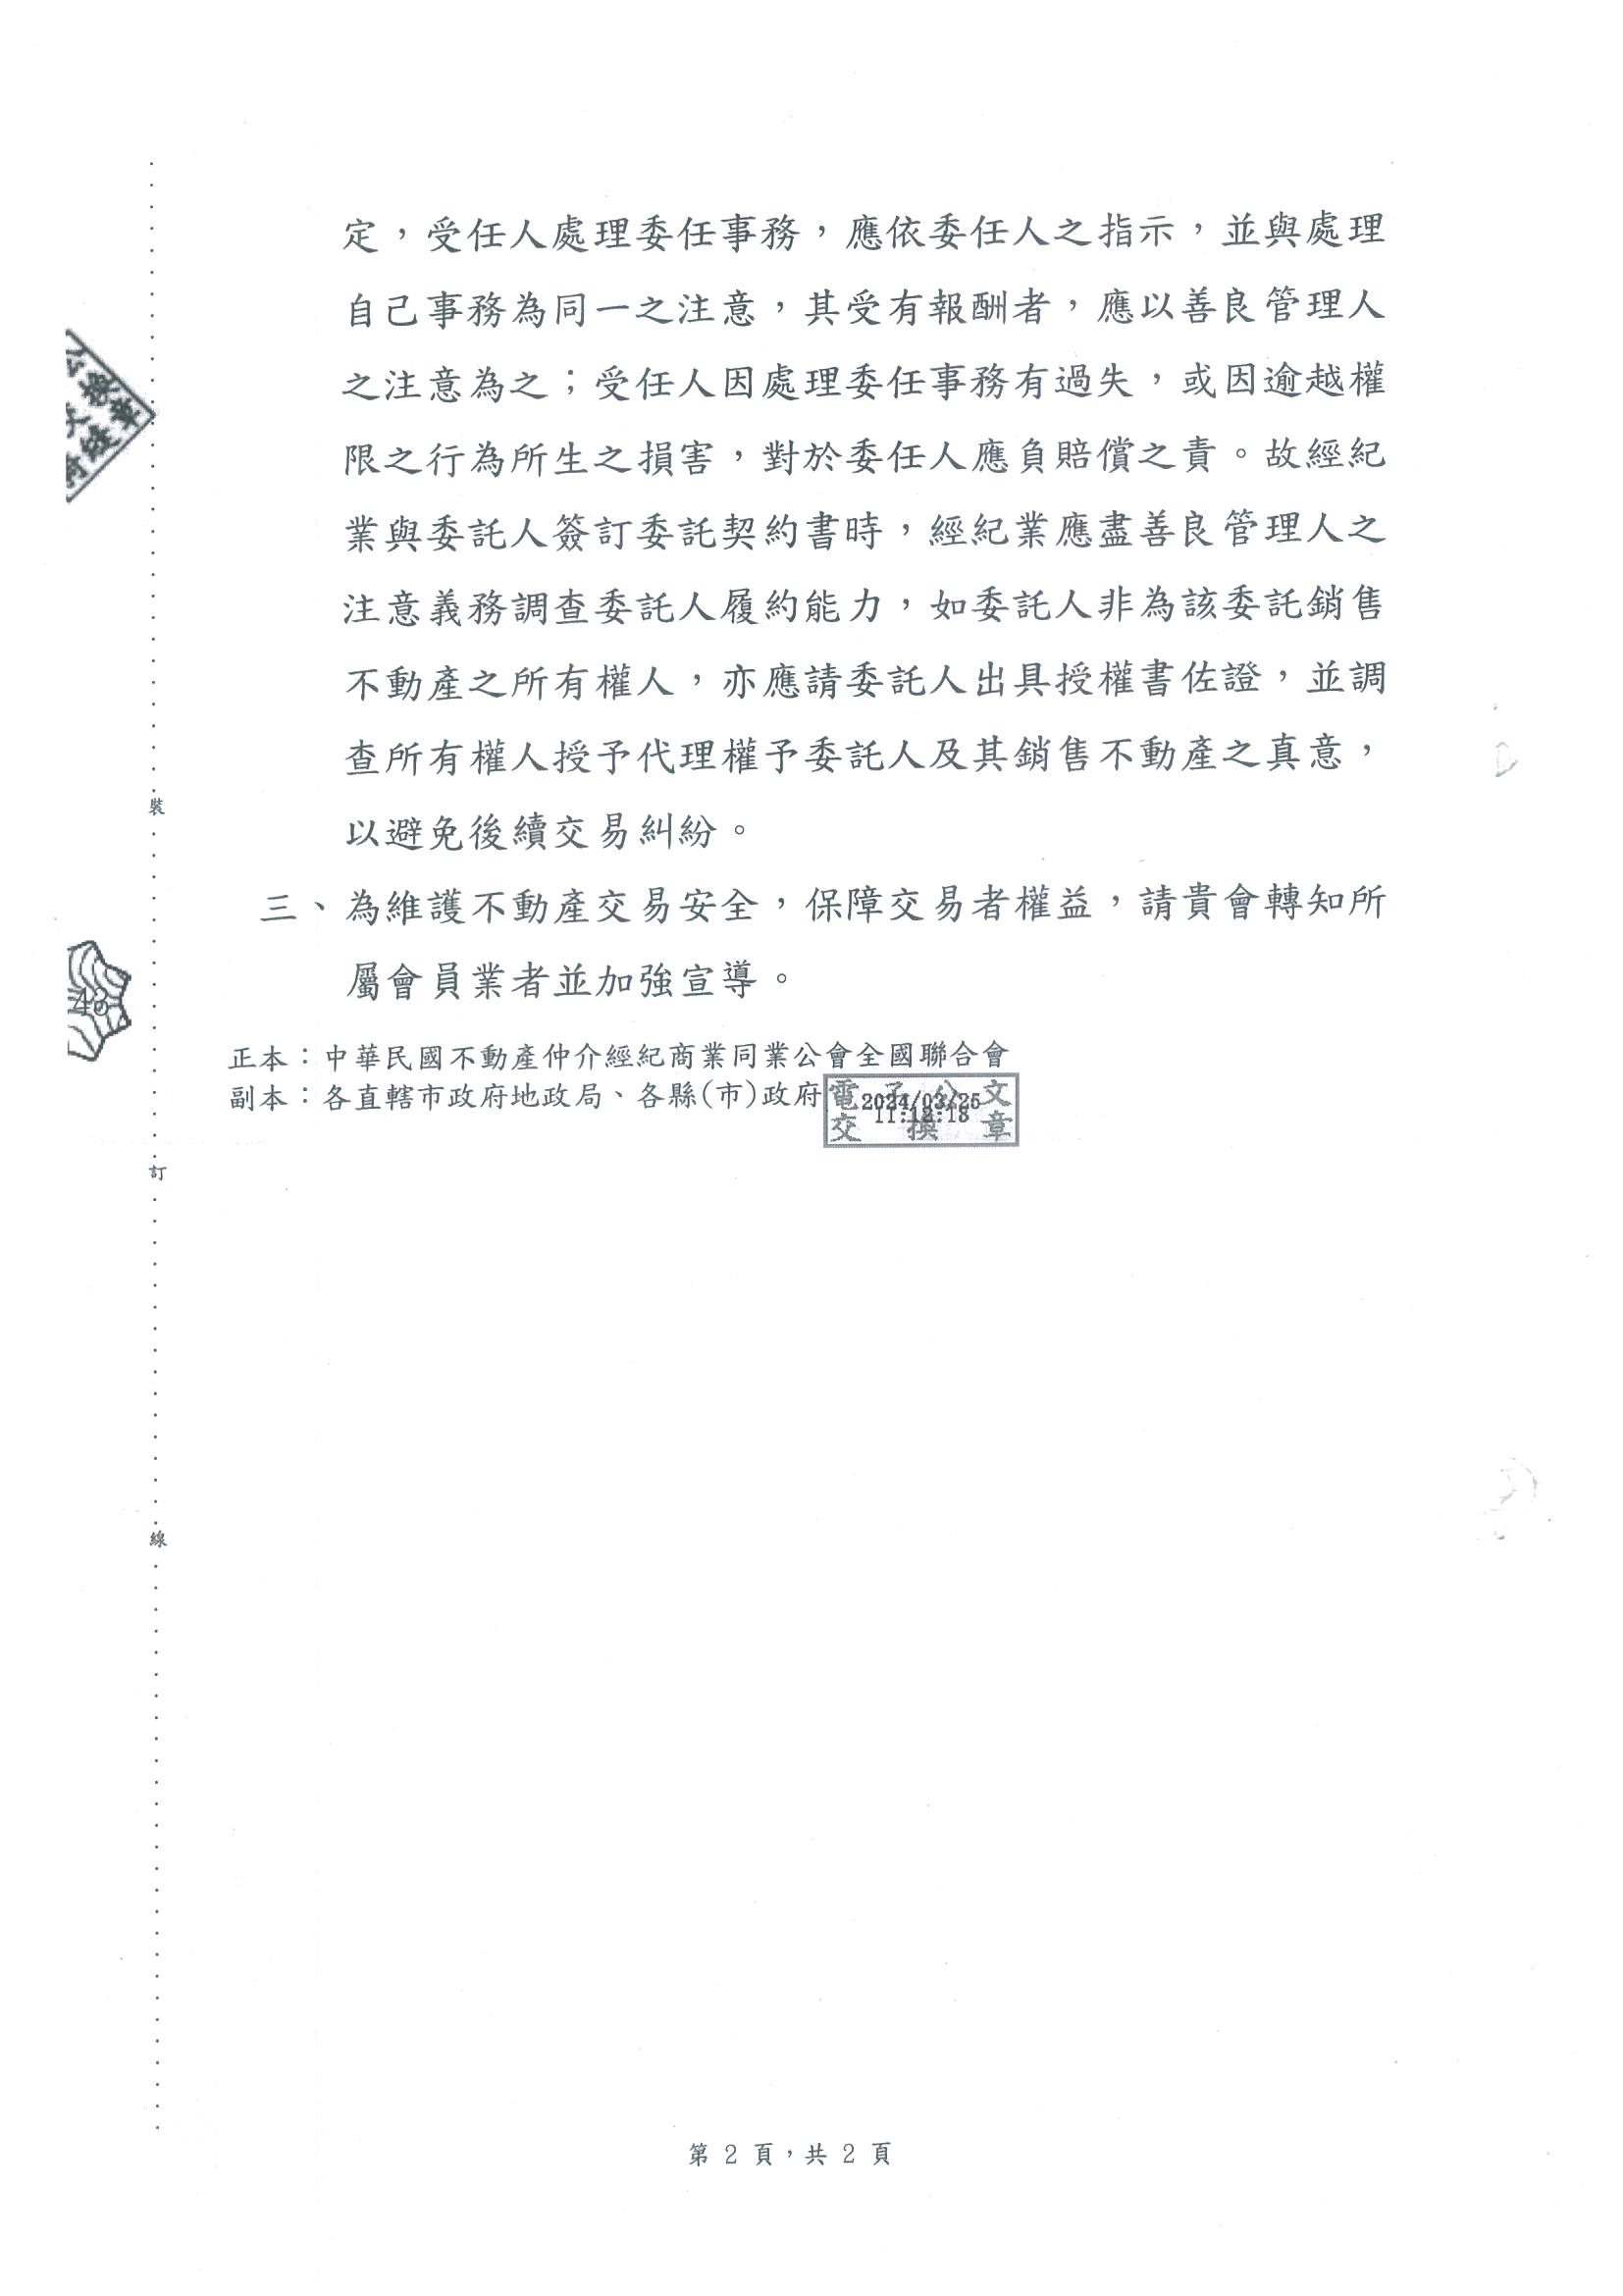 定，受任人處理委任事務，應依委任人之指示，並與處理
自己事務為同一之注意，其受有報酬者，應以善良管理人
之注意為之；受任人因處理委任事務有過失，或因逾越權
限之行為所生之損害，對於委任人應負賠償之責。故經紀
業與委託人簽訂委託契約書時，經紀業應盡善良管理人之
注意義務調查委託人履約能力，如委託人非為該委託銷售
不動產之所有權人，亦應請委託人出具授權書佐證，並調
查所有權人授予代理權予委託人及其銷售不動產之真意，
以避免後續交易糾紛。
三、為維護不動產交易安全，保障交易者權益，請貴會轉知所
屬會員業者並加強宣導。
正本：中華民國不動產仲介經紀商業同業公會全國聯合會
副本：各直轄市政府地政局、各縣(市)政府
電子公文
2024/03/25
11:12:18
交換章
公
文換
縫章
43
裝
訂
線
第 2 頁，共 2 頁